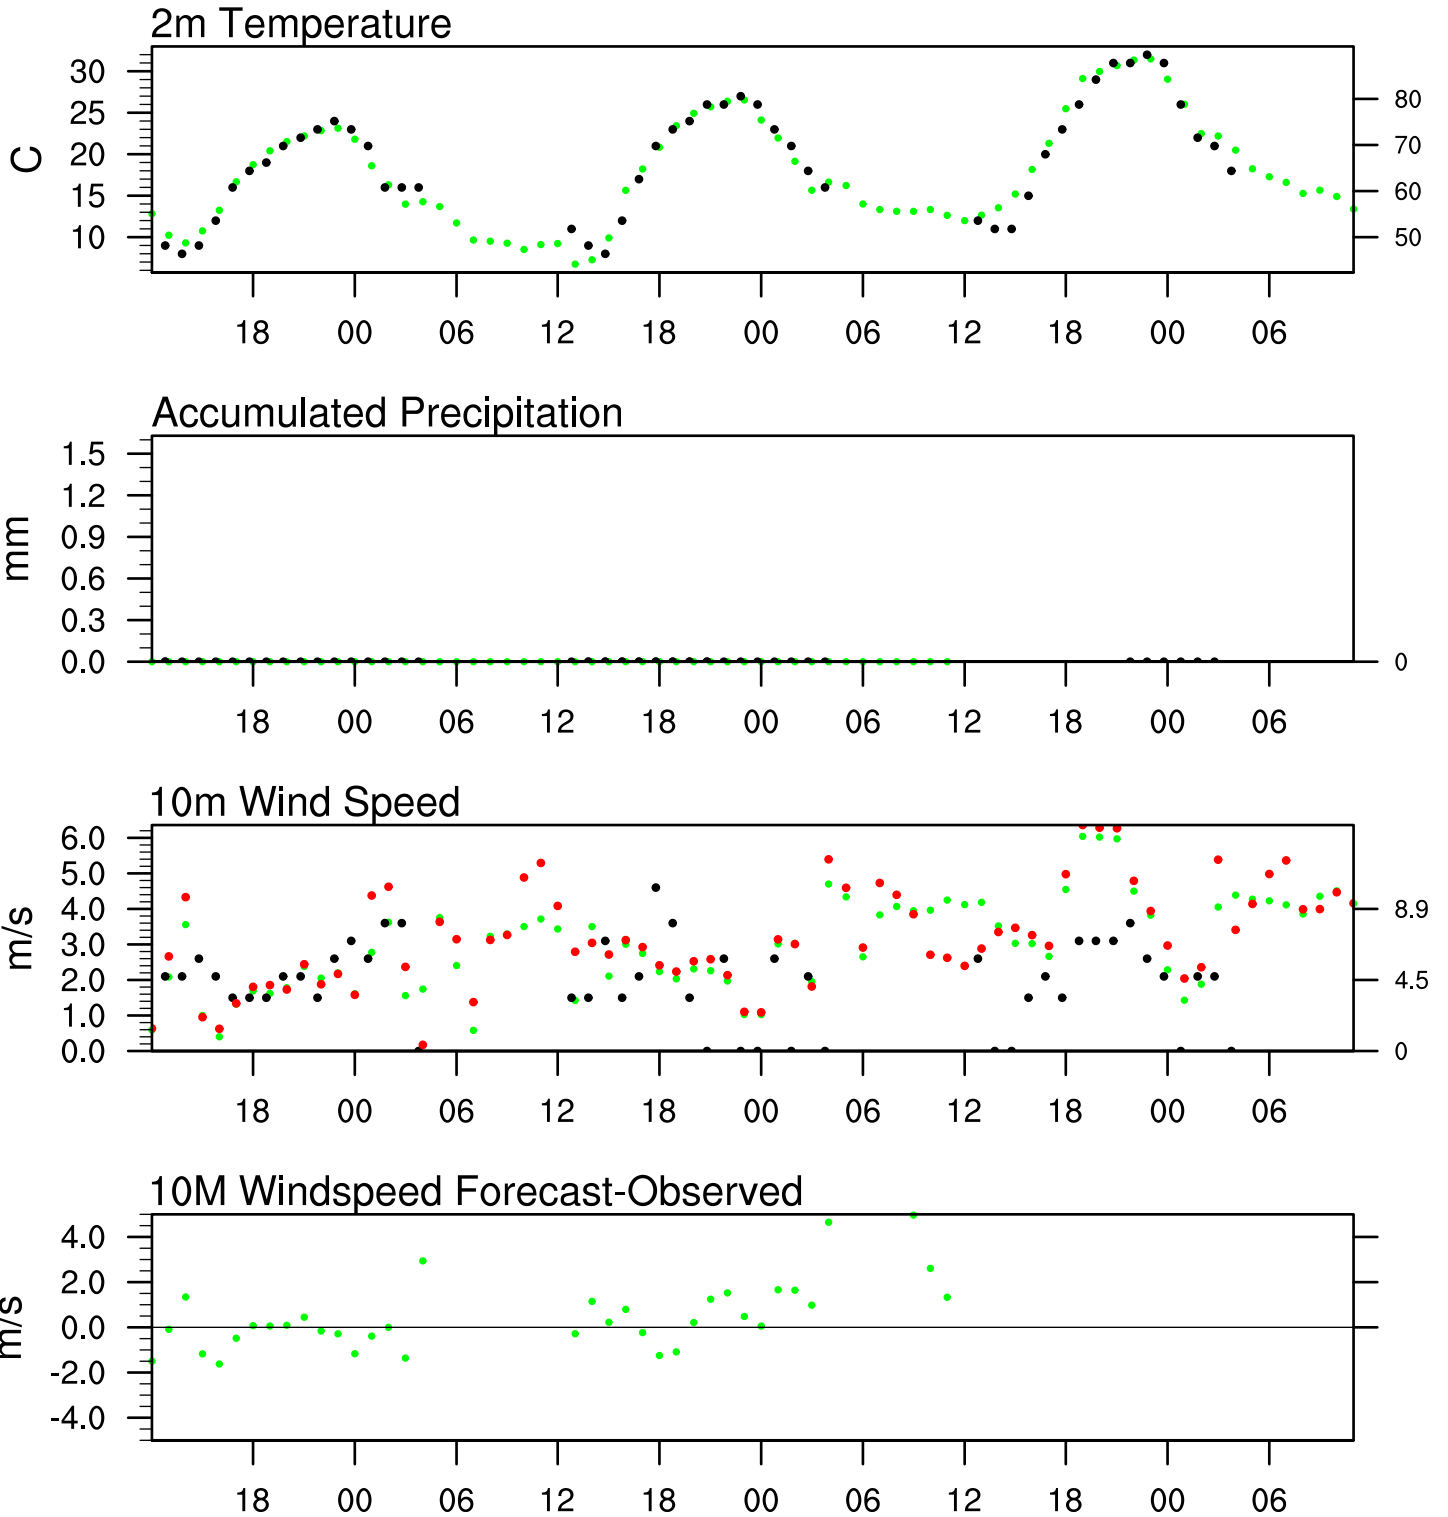 2m Temperature
30
25
20
15
10
C
80
70
60
50
18 00 06 12 18 00 06 12 18 00 06
Accumulated Precipitation
1.5
1.2
0.9
0.6
0.3
0.0
mm
0
18 00 06 12 18 00 06 12 18 00 06
10m Wind Speed
6.0
5.0
4.0
3.0
2.0
1.0
0.0
m/s
8.9
4.5
0
18 00 06 12 18 00 06 12 18 00 06
10M Windspeed Forecast-Observed
4.0
2.0
0.0
-2.0
-4.0
m/s
18 00 06 12 18 00 06 12 18 00 06